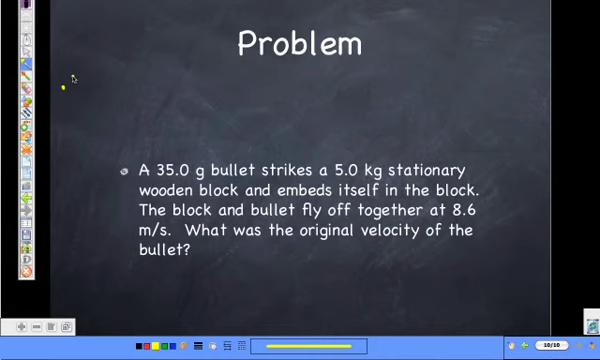 Problem
A 35.0 g bullet strikes a 5.0 kg stationary
wooden block and embeds itself in the block.
The block and bullet fly off together at 8.6
m/s. What was the original velocity of the
bullet?
10/10